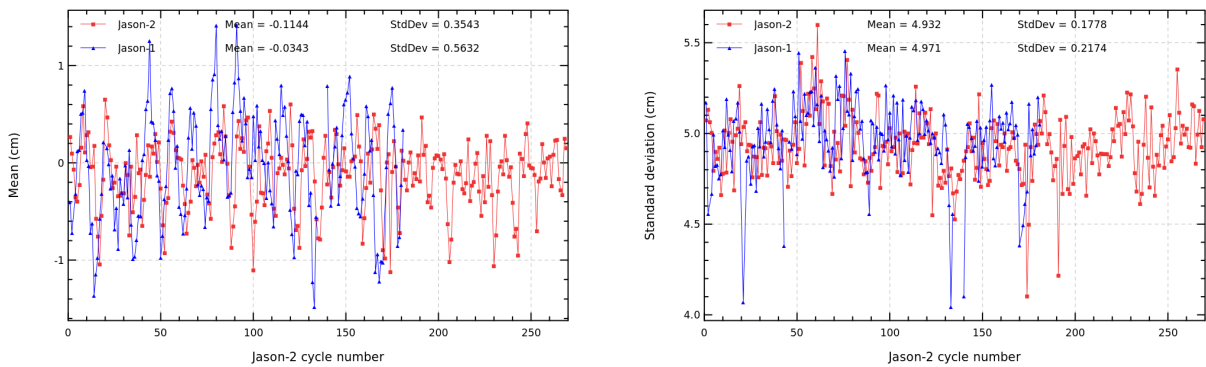 Jason-2 Mean = -0.1144 StdDev = 0.3543
Jason-1 Mean = -0.0343 StdDev = 0.5632
1
0
-1
Mean (cm)
0 50 100 150 200 250
Jason-2 cycle number
Jason-2 Mean = 4.932 StdDev = 0.1778
Jason-1 Mean = 4.971 StdDev = 0.2174
5.5
5.0
4.5
4.0
Standard deviation (cm)
0 50 100 150 200 250
Jason-2 cycle number